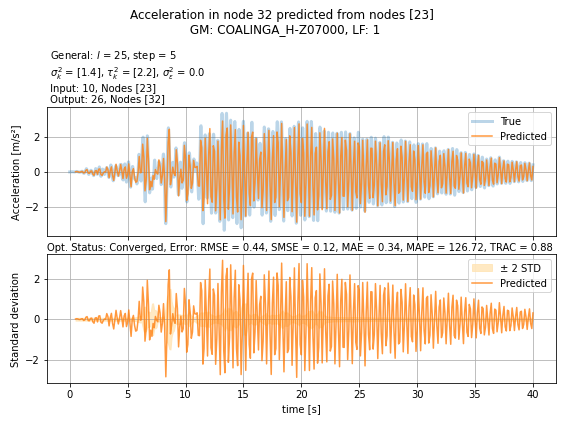 Acceleration in node 32 predicted from nodes [23]
GM: COALINGA_H-Z07000, LF: 1
General: l = 25, step = 5
σ²ₖ = [1.4], τ²ₖ = [2.2], σ²ε = 0.0
Input: 10, Nodes [23]
Output: 26, Nodes [32]
Acceleration [m/s²]
2
0
−2
True
Predicted
Opt. Status: Converged, Error: RMSE = 0.44, SMSE = 0.12, MAE = 0.34, MAPE = 126.72, TRAC = 0.88
Standard deviation
2
0
−2
± 2 STD
Predicted
0 5 10 15 20 25 30 35 40
time [s]